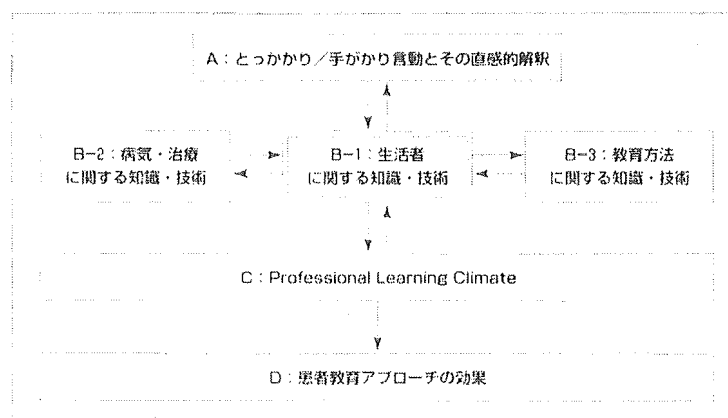 A:とっかかり/手がかり言動とその直感的解釈
B-2:病気・治療
に関する知識・技術
B-1:生活者
に関する知識・技術
B-3:教育方法
に関する知識・技術
C:Professional Learning Climate
D:患者教育アプローチの効果